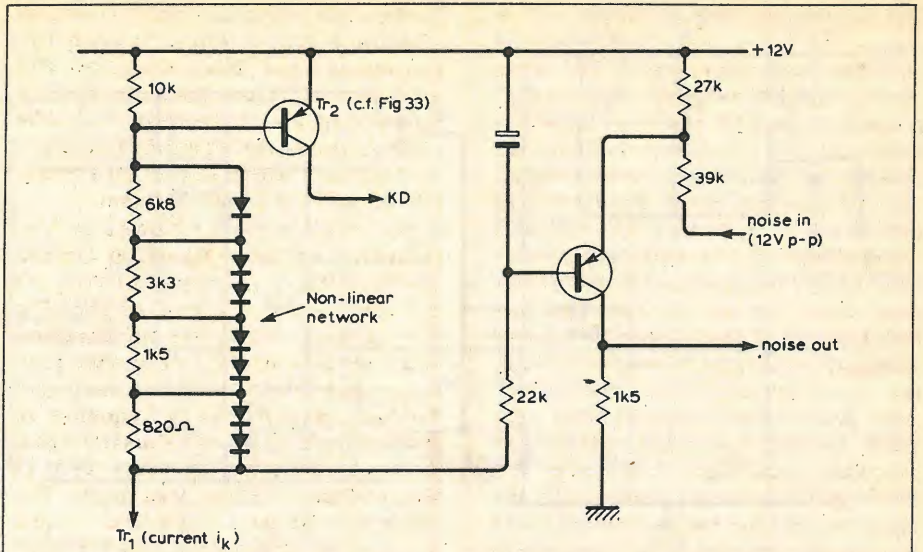 +12V
10k
Tr2 (c.f. Fig 33)
27k
KD
39k
6k8
noise in
(12V p-p)
3k3
Non-linear
network
1k5
noise out
22k
1k5
820Ω
Tr1 (current ik)